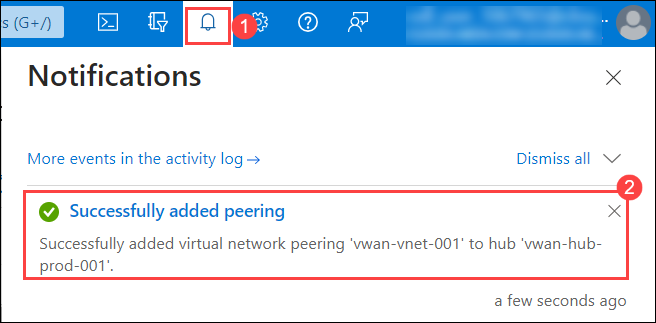 s (G+/)
1
Notifications
More events in the activity log →
Dismiss all
2
Successfully added peering
Successfully added virtual network peering 'vwan-vnet-001' to hub 'vwan-hub-
prod-001'.
a few seconds ago